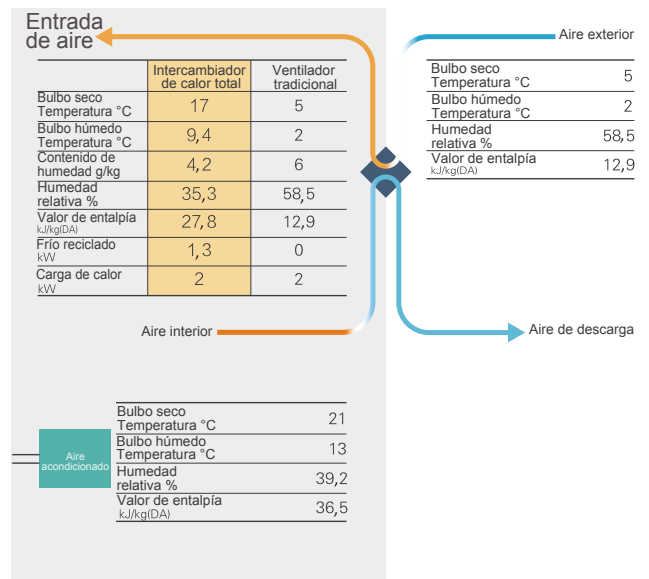 Entrada
de aire
Aire exterior
Intercambiador
de calor total
Ventilador
tradicional
Bulbo seco
Temperatura °C
17
5
Bulbo húmedo
Temperatura °C
9,4
2
Contenido de
humedad g/kg
4,2
6
Humedad
relativa %
35,3
58,5
Valor de entalpía
kJ/kg(DA)
27,8
12,9
Frío reciclado
kW
1,3
0
Carga de calor
kW
2
2
Bulbo seco
Temperatura °C
5
Bulbo húmedo
Temperatura °C
2
Humedad
relativa %
58,5
Valor de entalpía
kJ/kg(DA)
12,9
Aire interior
Aire de descarga
Aire
acondicionado
Bulbo seco
Temperatura °C
21
Bulbo húmedo
Temperatura °C
13
Humedad
relativa %
39,2
Valor de entalpía
kJ/kg(DA)
36,5